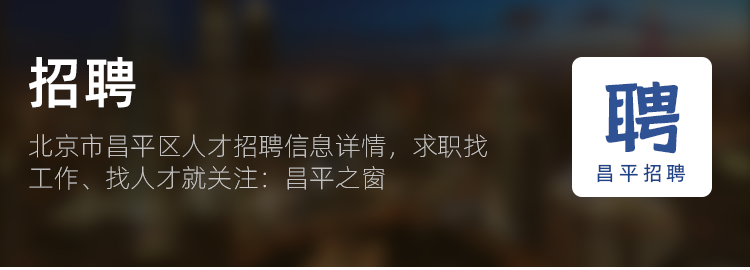 招聘
北京市昌平区人才招聘信息详情，求职找
工作、找人才就关注：昌平之窗
聘
昌平招聘